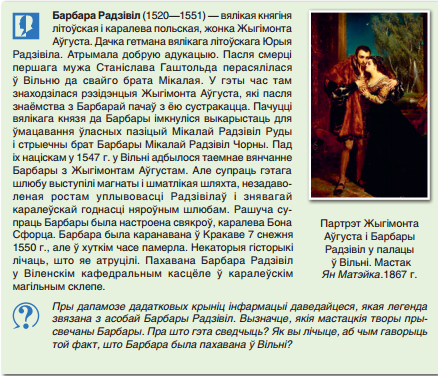 Барбара Радзівіл (1520—1551) — вялікая княгіня
літоўская і каралева польская, жонка Жыгімонта
Аўгуста. Дачка гетмана вялікага літоўскага Юрыя
Радзівіла. Атрымала добрую адукацыю. Пасля смерці
першага мужа Станіслава Гаштольда перасялілася
ў Вільню да свайго брата Мікалая. У гэты час там
знаходзілася рэзідэнцыя Жыгімонта Аўгуста, які пасля
знаёмства з Барбарай пачаў з ёю сустракацца. Пачуцці
вялікага князя да Барбары імкнуліся выкарыстаць для
ўмацавання ўласных пазіцый Мікалай Радзівіл Руды
і стрыечны брат Барбары Мікалай Радзівіл Чорны. Пад
іх націскам у 1547 г. у Вільні адбылося таемнае вянчанне
Барбары з Жыгімонтам Аўгустам. Але супраць гэтага
шлюбу выступілі магнаты і шматлікая шляхта, незадаво-
леная ростам уплывовасці Радзівілаў і знявагай
каралеўскай годнасці няроўным шлюбам. Рашуча су-
праць Барбары была настроена свякроў, каралева Бона
Сфорца. Барбара была каранавана ў Кракаве 7 снежня
1550 г., але ў хуткім часе памерла. Некаторыя гісторыкі
лічаць, што яе атруцілі. Пахавана Барбара Радзівіл
у Віленскім кафедральным касцёле ў каралеўскім
магільным склепе.
Партрэт Жыгімонта
Аўгуста і Барбары
Радзівіл у палацы
ў Вільні. Мастак
Ян Матэйка.1867 г.
Пры дапамозе дадатковых крыніц інфармацыі даведайцеся, якая легенда
звязана з асобай Барбары Радзівіл. Вызначце, якія мастацкія творы пры-
свечаны Барбары. Пра што гэта сведчыць? Як вы лічыце, аб чым гаворыць
той факт, што Барбара была пахавана ў Вільні?